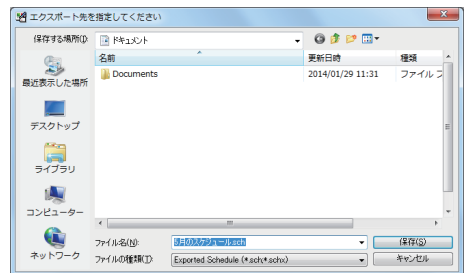 エクスポート先を指定してください
保存する場所(I): ドキュメント
名前 更新日時 種類
Documents 2014/01/29 11:31 ファイル フ
最近表示した場所
デスクトップ
ライブラリ
コンピューター
ネットワーク
ファイル名(N): 5月のスケジュール.sch 保存(S)
ファイルの種類(T): Exported Schedule (*.sch*.schx) キャンセル